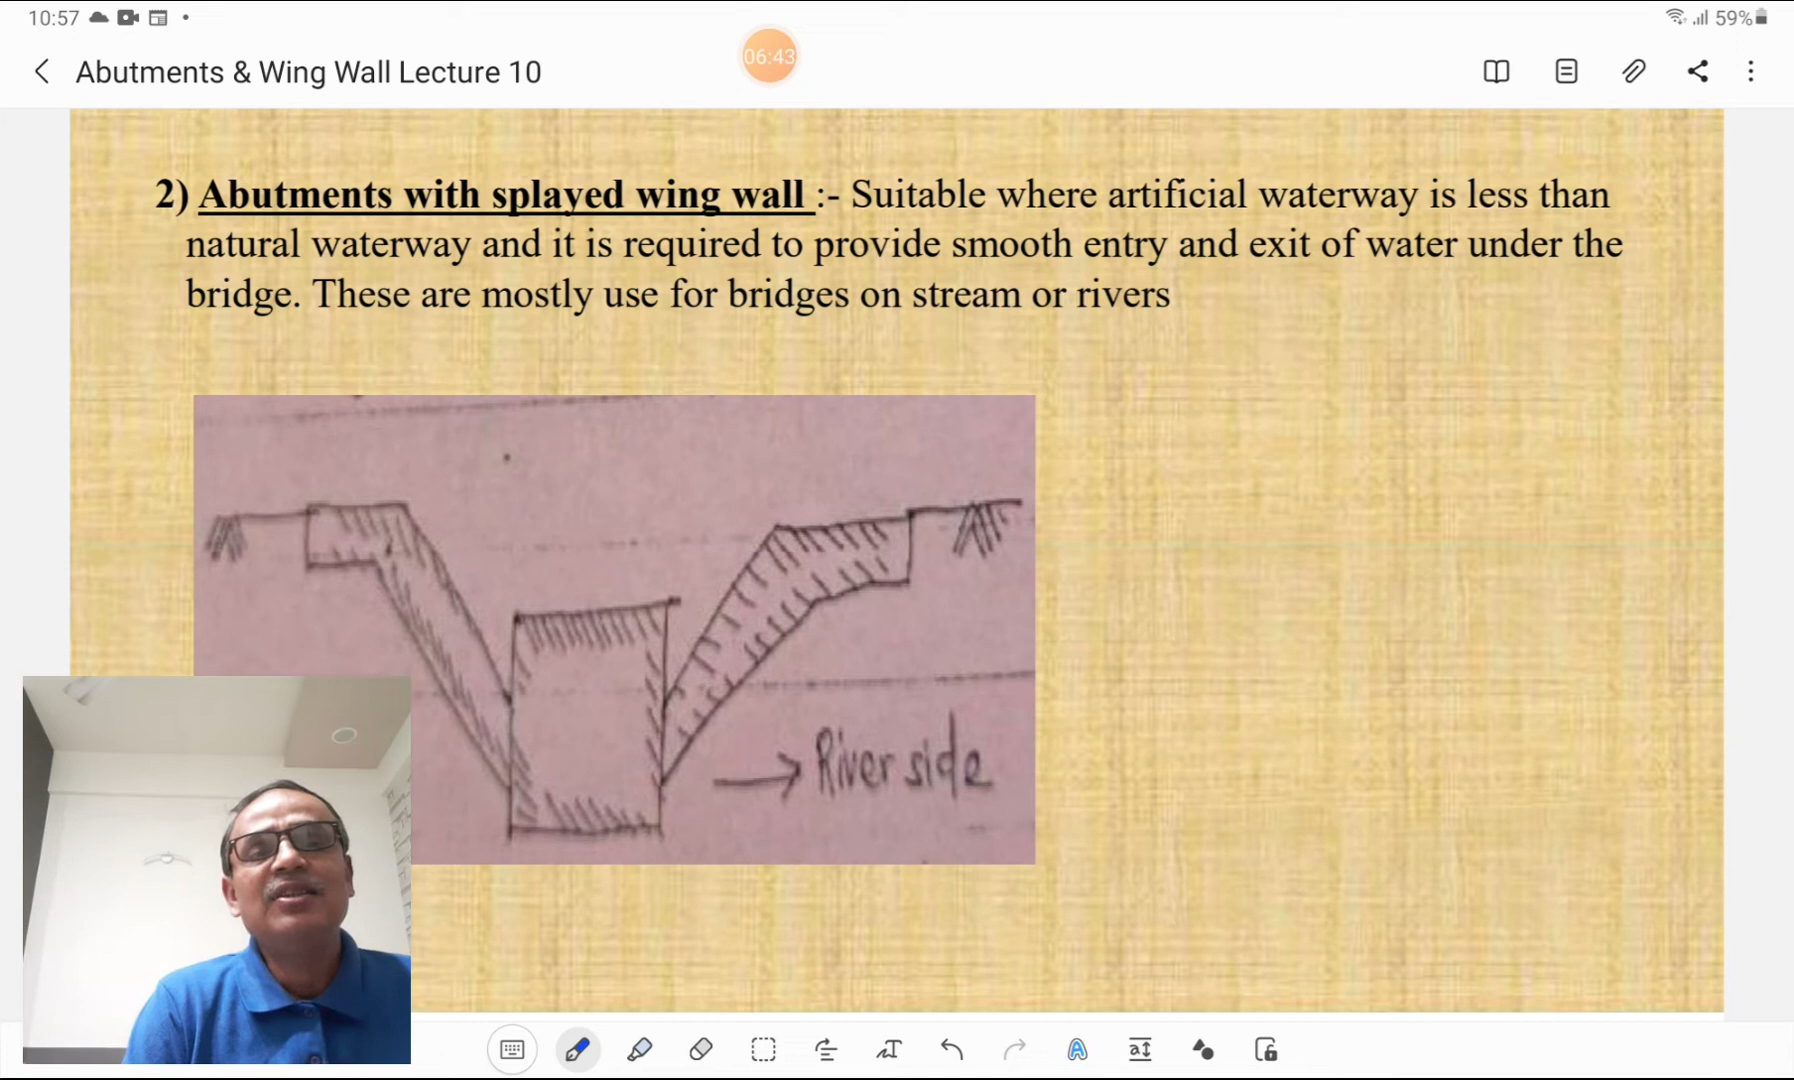 10:57
59%
06:43
Abutments & Wing Wall Lecture 10
2) Abutments with splayed wing wall :- Suitable where artificial waterway is less than
natural waterway and it is required to provide smooth entry and exit of water under the
bridge. These are mostly use for bridges on stream or rivers
→ River side